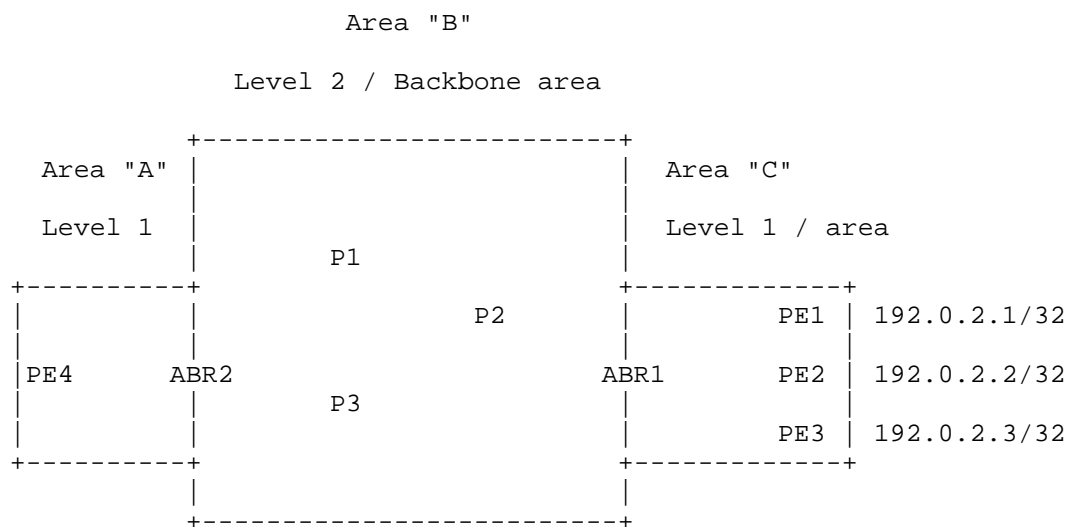 Area "B"
Level 2 / Backbone area
Area "A" Area "C"
Level 1 Level 1 / area
P1
P2 PE1 192.0.2.1/32
PE4 ABR2 ABR1 PE2 192.0.2.2/32
P3
PE3 192.0.2.3/32